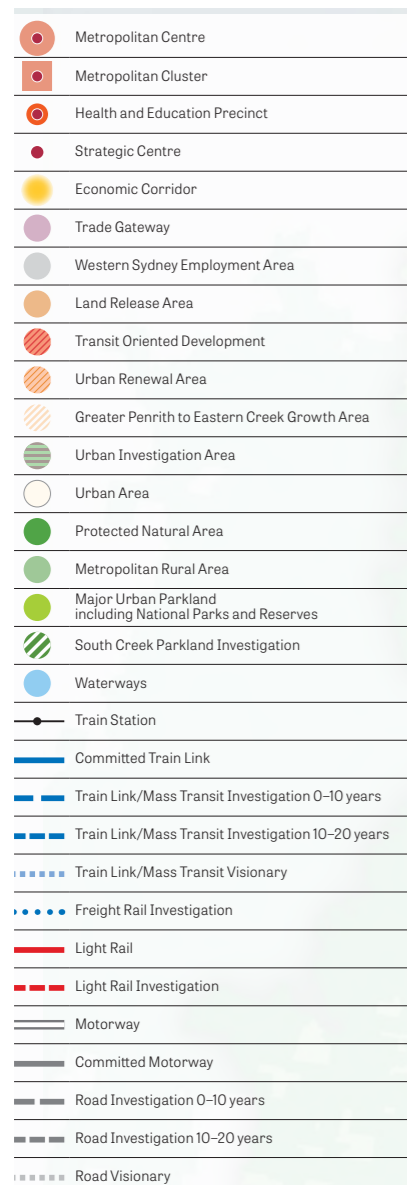 Metropolitan Centre
Metropolitan Cluster
Health and Education Precinct
Strategic Centre
Economic Corridor
Trade Gateway
Western Sydney Employment Area
Land Release Area
Transit Oriented Development
Urban Renewal Area
Greater Penrith to Eastern Creek Growth Area
Urban Investigation Area
Urban Area
Protected Natural Area
Metropolitan Rural Area
Major Urban Parkland
including National Parks and Reserves
South Creek Parkland Investigation
Waterways
Train Station
Committed Train Link
Train Link/Mass Transit Investigation 0–10 years
Train Link/Mass Transit Investigation 10–20 years
Train Link/Mass Transit Visionary
Freight Rail Investigation
Light Rail
Light Rail Investigation
Motorway
Committed Motorway
Road Investigation 0–10 years
Road Investigation 10–20 years
Road Visionary